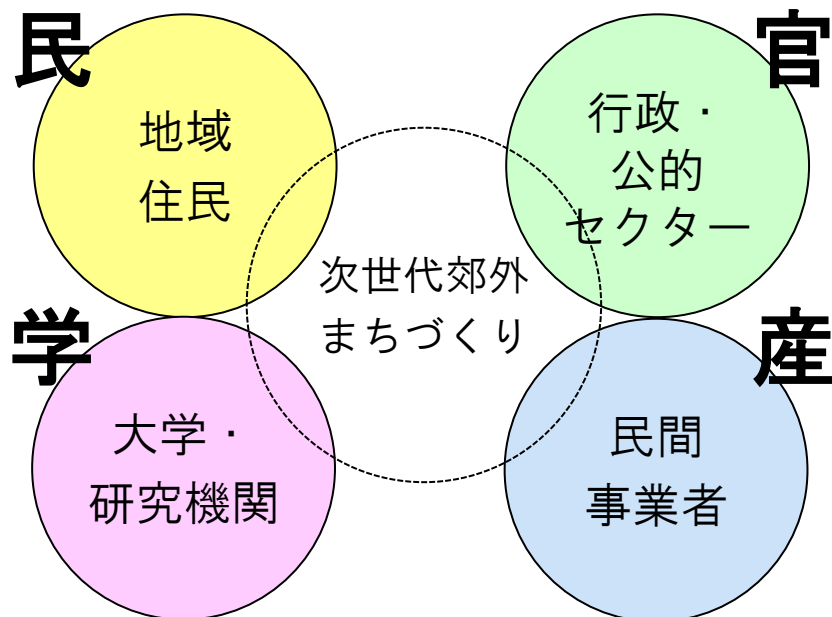 民
地域
住民
官
行政・
公的
セクター
次世代郊外
まちづくり
学
大学・
研究機関
産
民間
事業者